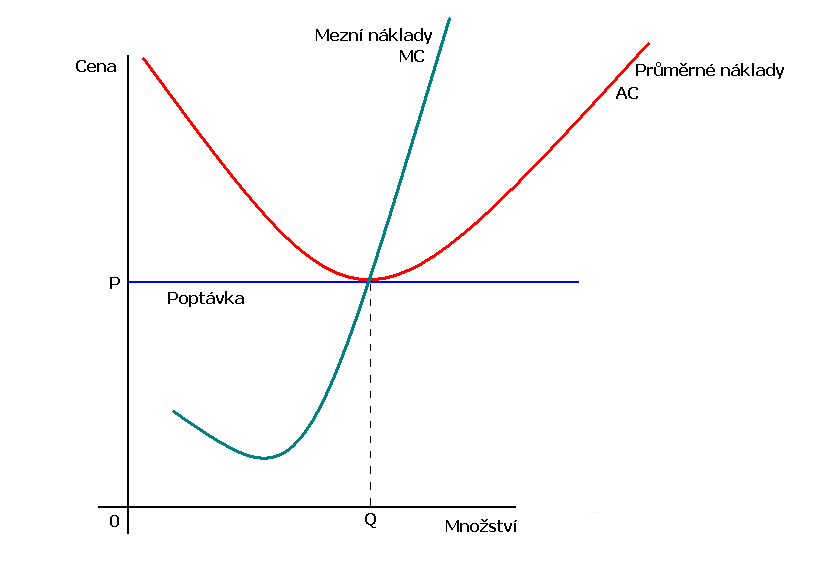 Mezní náklady
MC
Cena
Průměrné náklady
AC
P
Poptávka
0
Q
Množství